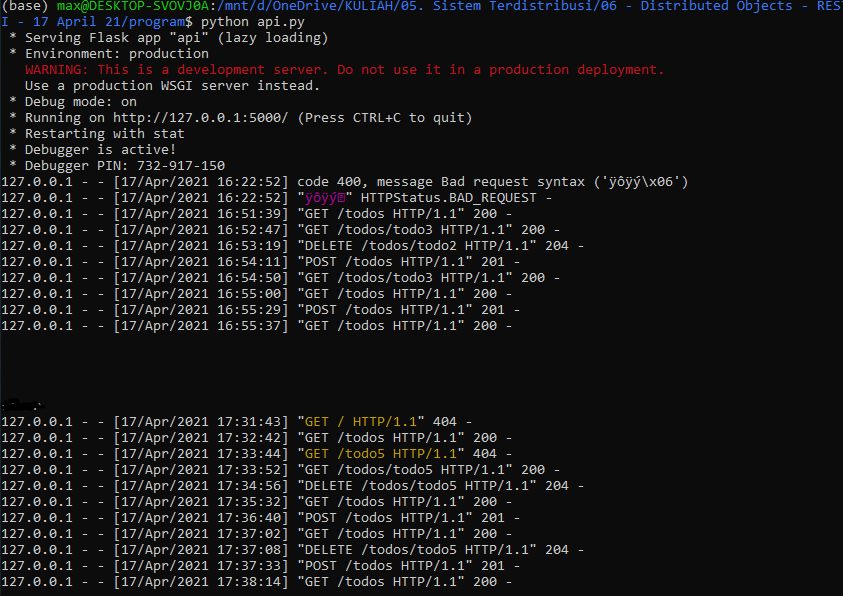 (base) max@DESKTOP-SVOVJ0A:/mnt/d/OneDrive/KULIAH/05. Sistem Terdistribusi/06 - Distributed Objects - RES
I - 17 April 21/program$ python api.py
 * Serving Flask app "api" (lazy loading)
 * Environment: production
   WARNING: This is a development server. Do not use it in a production deployment.
   Use a production WSGI server instead.
 * Debug mode: on
 * Running on http://127.0.0.1:5000/ (Press CTRL+C to quit)
 * Restarting with stat
 * Debugger is active!
 * Debugger PIN: 732-917-150
127.0.0.1 - - [17/Apr/2021 16:22:52] code 400, message Bad request syntax ('ÿôÿý\x06')
127.0.0.1 - - [17/Apr/2021 16:22:52] "ÿôÿý" HTTPStatus.BAD_REQUEST -
127.0.0.1 - - [17/Apr/2021 16:51:39] "GET /todos HTTP/1.1" 200 -
127.0.0.1 - - [17/Apr/2021 16:52:47] "GET /todos/todo3 HTTP/1.1" 200 -
127.0.0.1 - - [17/Apr/2021 16:53:19] "DELETE /todos/todo2 HTTP/1.1" 204 -
127.0.0.1 - - [17/Apr/2021 16:54:11] "POST /todos HTTP/1.1" 201 -
127.0.0.1 - - [17/Apr/2021 16:54:50] "GET /todos/todo3 HTTP/1.1" 200 -
127.0.0.1 - - [17/Apr/2021 16:55:00] "GET /todos HTTP/1.1" 200 -
127.0.0.1 - - [17/Apr/2021 16:55:29] "POST /todos HTTP/1.1" 201 -
127.0.0.1 - - [17/Apr/2021 16:55:37] "GET /todos HTTP/1.1" 200 -
127.0.0.1 - - [17/Apr/2021 17:31:43] "GET / HTTP/1.1" 404 -
127.0.0.1 - - [17/Apr/2021 17:32:42] "GET /todos HTTP/1.1" 200 -
127.0.0.1 - - [17/Apr/2021 17:33:44] "GET /todo5 HTTP/1.1" 404 -
127.0.0.1 - - [17/Apr/2021 17:33:52] "GET /todos/todo5 HTTP/1.1" 200 -
127.0.0.1 - - [17/Apr/2021 17:34:56] "DELETE /todos/todo5 HTTP/1.1" 204 -
127.0.0.1 - - [17/Apr/2021 17:35:32] "GET /todos HTTP/1.1" 200 -
127.0.0.1 - - [17/Apr/2021 17:36:40] "POST /todos HTTP/1.1" 201 -
127.0.0.1 - - [17/Apr/2021 17:37:02] "GET /todos HTTP/1.1" 200 -
127.0.0.1 - - [17/Apr/2021 17:37:08] "DELETE /todos/todo5 HTTP/1.1" 204 -
127.0.0.1 - - [17/Apr/2021 17:37:33] "POST /todos HTTP/1.1" 201 -
127.0.0.1 - - [17/Apr/2021 17:38:14] "GET /todos HTTP/1.1" 200 -